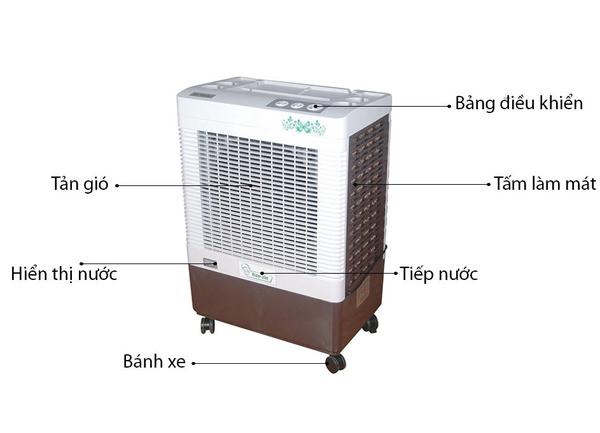 Bảng điều khiển
Tản gió
Tấm làm mát
Hiển thị nước
Tiếp nước
Bánh xe